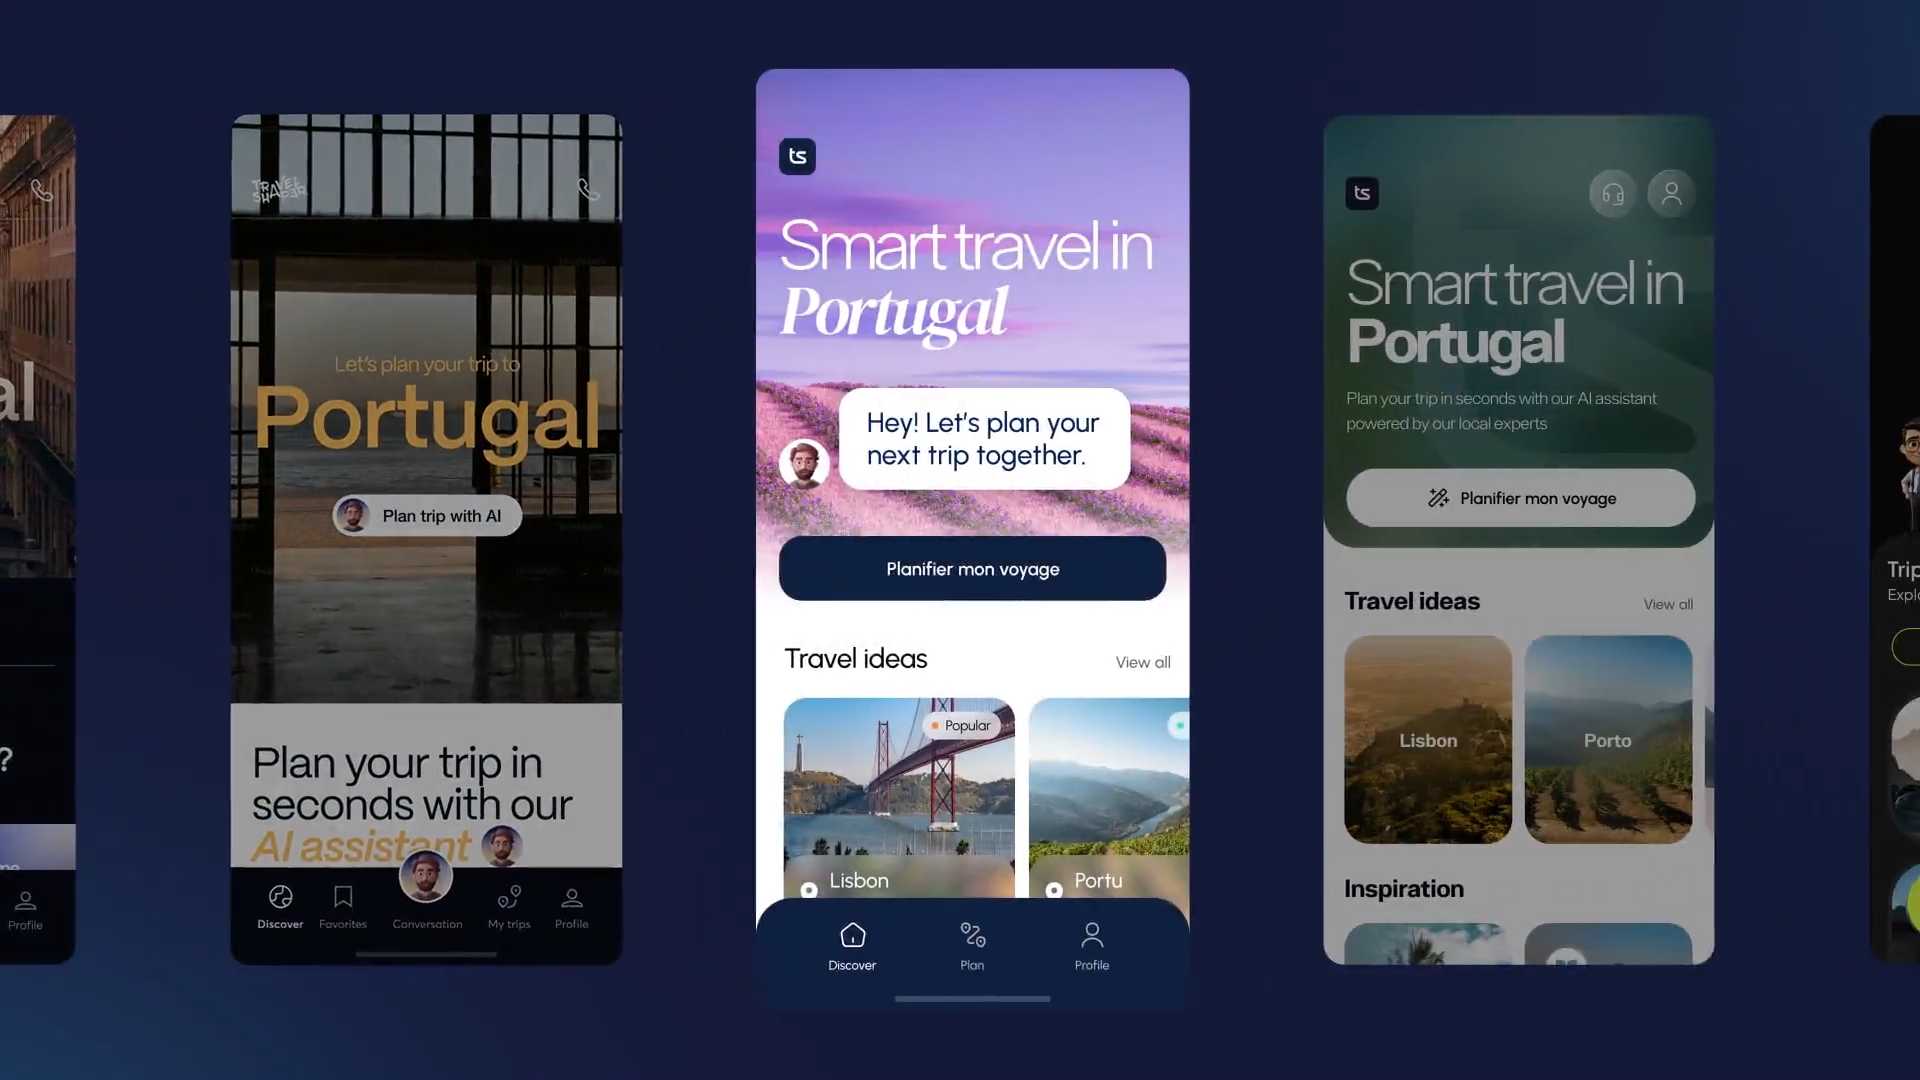 al
?
Profile
TRAVEL
SHAPER
Let's plan your trip to
Portugal
Plan trip with AI
Plan your trip in
seconds with our
AI assistant
Discover
Favorites
Conversation
My trips
Profile
ts
Smart travel in
Portugal
Hey! Let's plan your
next trip together.
Planifier mon voyage
Travel ideas
View all
Popular
Lisbon
Portu
Discover
Plan
Profile
ts
Smart travel in
Portugal
Plan your trip in seconds with our AI assistant
powered by our local experts
Planifier mon voyage
Travel ideas
View all
Lisbon
Porto
Inspiration
Trip
Explo